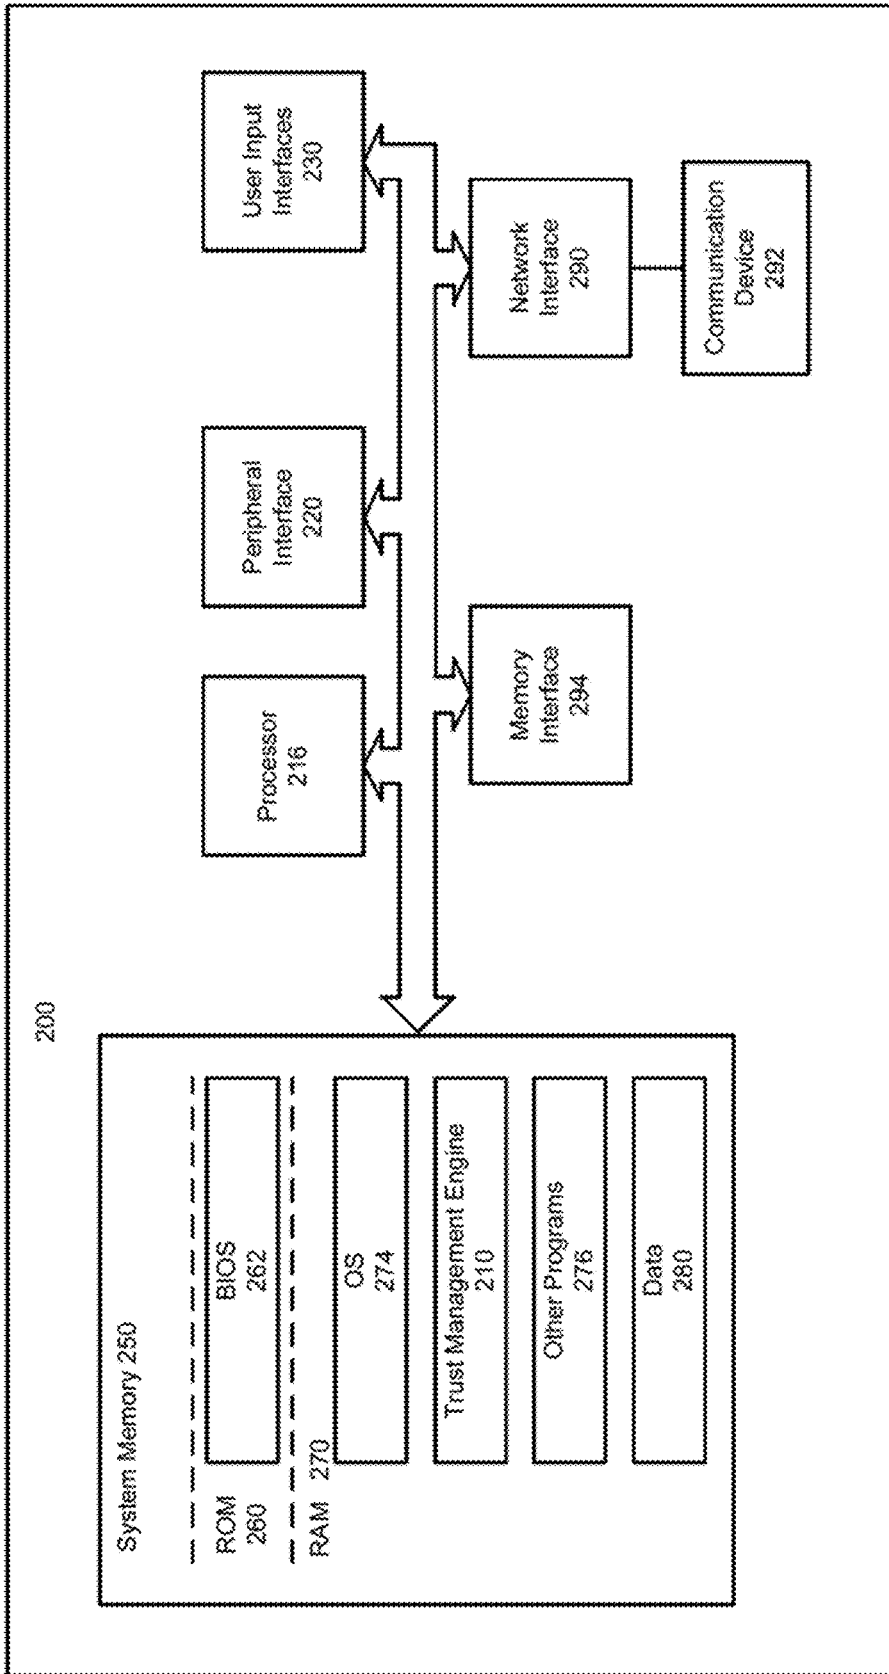 200
System Memory 250
ROM
260
BIOS
262
RAM 270
OS
274
Trust Management Engine
210
Other Programs
276
Data
280
Processor
216
Peripheral
Interface
220
User Input
Interfaces
230
Memory
Interface
294
Network
Interface
290
Communication
Device
292